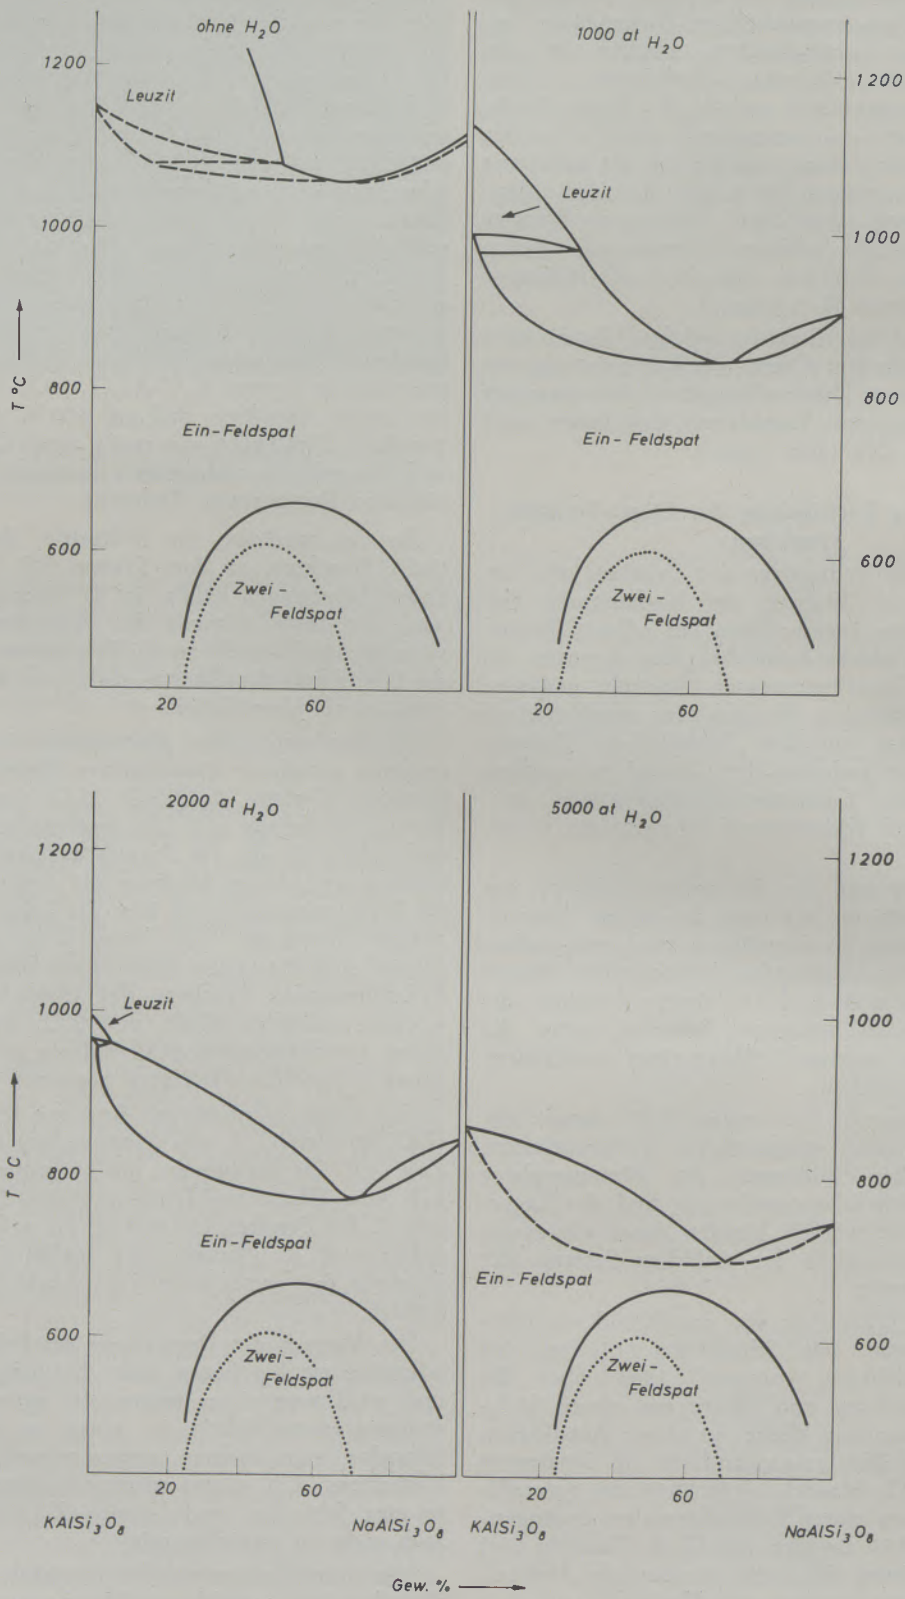 ohne H₂O
1200
Leuzit
1000
T °C
800
Ein-Feldspat
600
Zwei-
Feldspat
20
60
1000 at H₂O
1200
Leuzit
1000
800
Ein-Feldspat
600
Zwei-
Feldspat
20
60
2000 at H₂O
1200
1000
Leuzit
T °C
800
Ein-Feldspat
600
Zwei-
Feldspat
20
60
KAlSi₃O₈
NaAlSi₃O₈
5000 at H₂O
1200
1000
800
Ein-Feldspat
600
Zwei-
Feldspat
20
60
KAlSi₃O₈
NaAlSi₃O₈
Gew. %